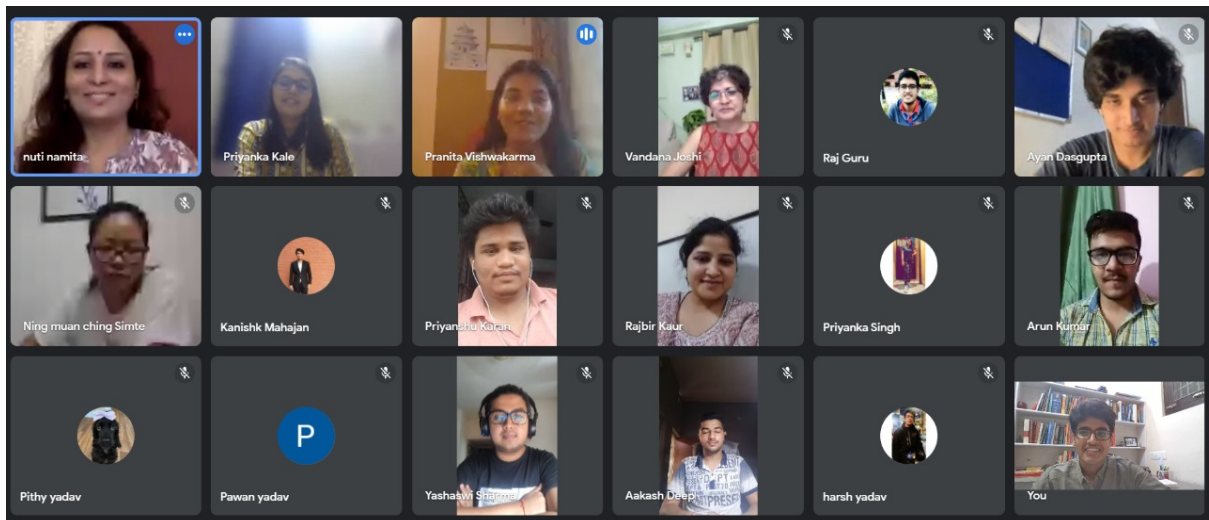 nuti namita
Priyanka Kale
Pranita Vishwakarma
Vandana Joshi
Raj Guru
Ayan Dasgupta
Ning muan ching Simte
Kanishk Mahajan
Priyanshu Karan
Rajbir Kaur
Priyanka Singh
Arun Kumar
Pithy yadav
P
Pawan yadav
Yashaswi Sharma
Aakash Deep
harsh yadav
You